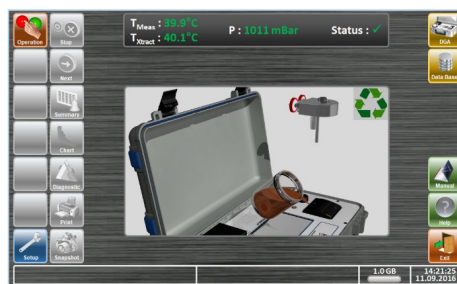 T Meas : 39.9°C
T Xtract : 40.1°C
P : 1011 mBar
Status : ✓
Operation
Stop
Next
Summary
Chart
Diagnostic
Print
Setup
Snapshot
DGA
Data Base
Manual
Help
Exit
1.0 GB
14:21:25
11.09.2016